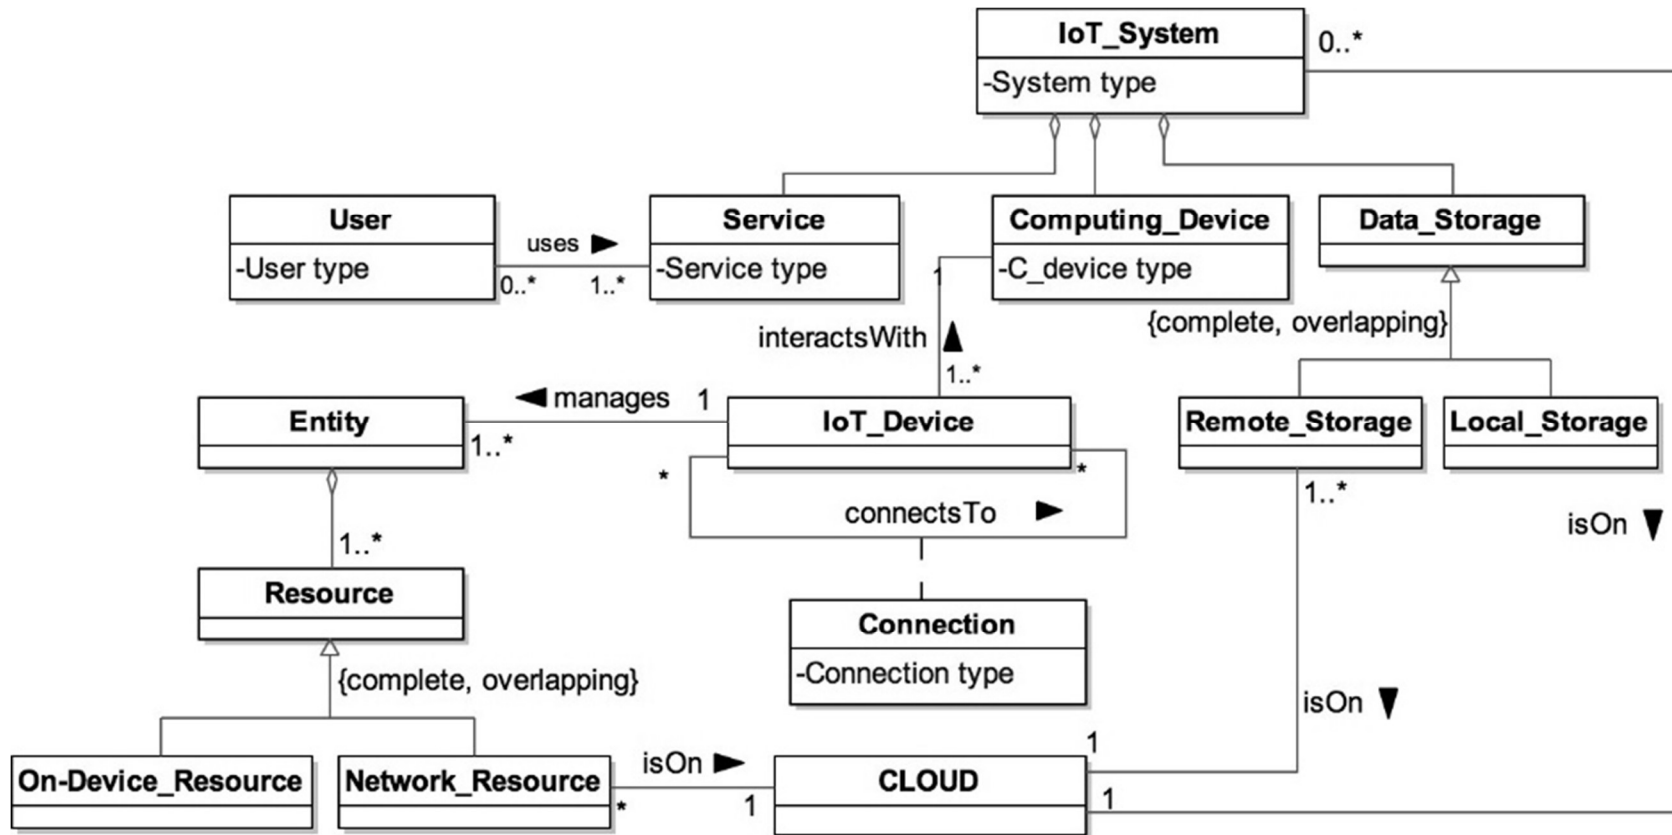 IoT_System
0..*
-System type
User
Service
Computing_Device
Data_Storage
-User type
uses ►
-Service type
1
-C_device type
0..*
1..*
{complete, overlapping}
interactsWith ▲
1..*
◄ manages
1
Entity
IoT_Device
Remote_Storage
Local_Storage
1..*
*
*
1..*
connectsTo ►
isOn ▼
1..*
Resource
Connection
{complete, overlapping}
-Connection type
isOn ▼
1
On-Device_Resource
Network_Resource
isOn ►
CLOUD
*
1
1